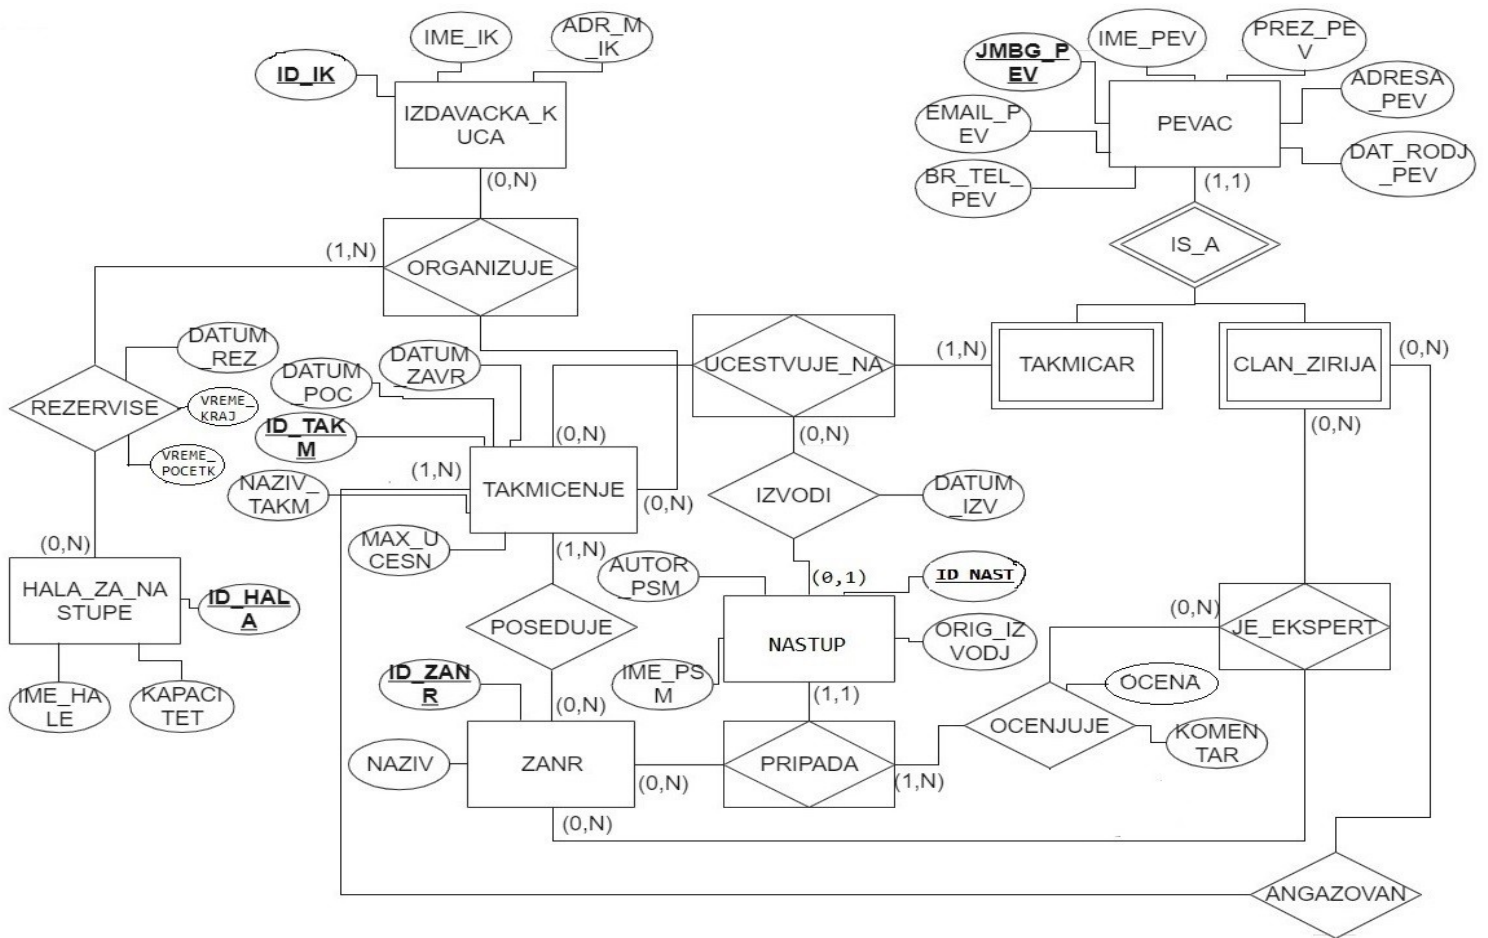 IME_IK
ADR_M
_IK
ID_IK
IZDAVACKA_K
UCA
(0,N)
JMBG_P
EV
IME_PEV
PREZ_PE
V
ADRESA
_PEV
EMAIL_P
EV
PEVAC
DAT_RODJ
_PEV
BR_TEL_
PEV
(1,1)
IS_A
(1,N)
ORGANIZUJE
DATUM
_REZ
DATUM
_POC
DATUM
_ZAVR
UCESTVUJE_NA
(1,N)
TAKMICAR
CLAN_ZIRIJA
(0,N)
REZERVISE
VREME_
KRAJ
VREME_
POCETK
ID_TAK
M
(0,N)
(0,N)
(0,N)
(1,N)
NAZIV_
TAKM
TAKMICENJE
(0,N)
IZVODI
DATUM
_IZV
MAX_U
CESN
(1,N)
(0,N)
HALA_ZA_NA
STUPE
ID_HAL
A
IME_HA
LE
KAPACI
TET
AUTOR
_PSM
(0,1)
ID_NAST
POSEDUJE
NASTUP
ORIG_IZ
VODJ
IME_PS
M
(1,1)
(0,N)
JE_EKSPERT
ID_ZAN
R
(0,N)
OCENA
OCENJUJE
KOMEN
TAR
NAZIV
ZANR
(0,N)
PRIPADA
(1,N)
(0,N)
ANGAZOVAN